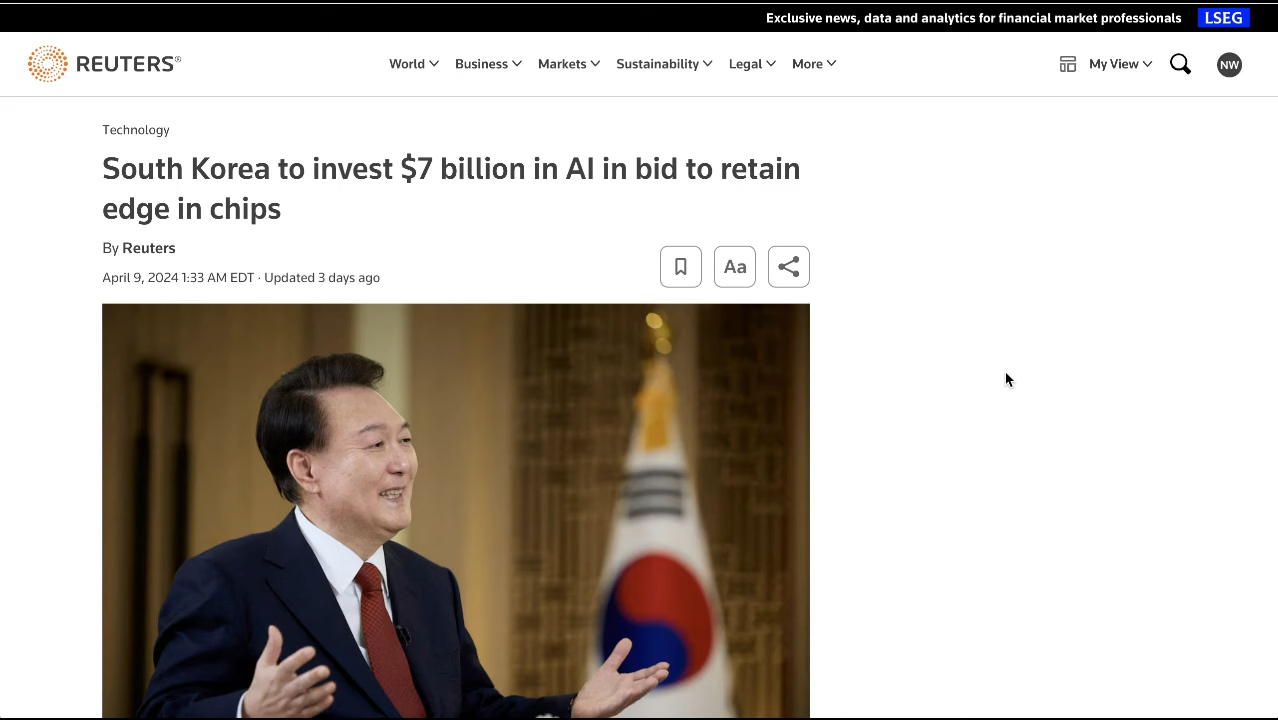 Exclusive news, data and analytics for financial market professionals LSEG
REUTERS®
World Business Markets Sustainability Legal More
My View NW
Technology
South Korea to invest $7 billion in AI in bid to retain
edge in chips
By Reuters
Aa
April 9, 2024 1:33 AM EDT · Updated 3 days ago